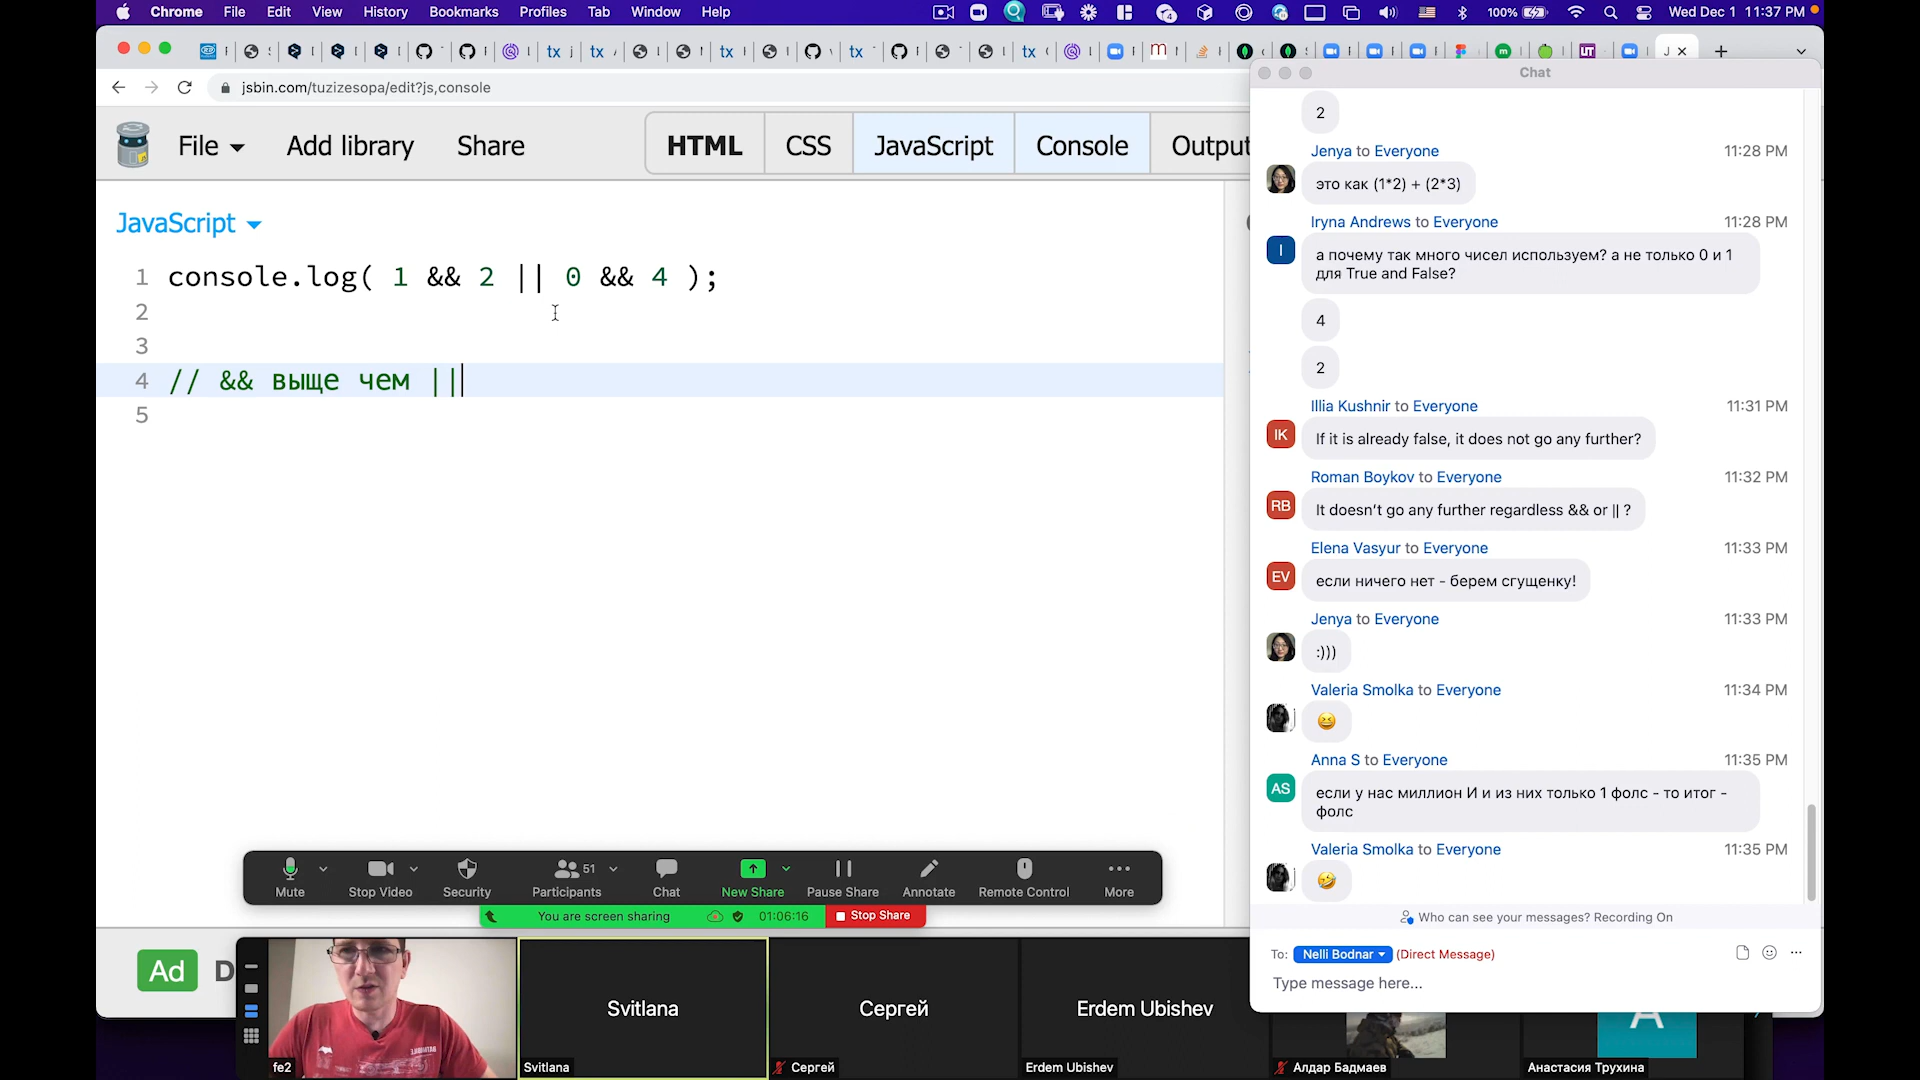 Chrome File Edit View History Bookmarks Profiles Tab Window Help
100% Wed Dec 1 11:37 PM
jsbin.com/tuzizesopa/edit?js,console
File Add library Share HTML CSS JavaScript Console Output
JavaScript
1 console.log( 1 && 2 || 0 && 4 );
2
3
4 // && выще чем ||
5
Mute Stop Video Security Participants 51 Chat New Share Pause Share Annotate Remote Control More
You are screen sharing 01:06:16 Stop Share
Ad D
fe2
Svitlana
Svitlana
Сергей
Сергей
Erdem Ubishev
Erdem Ubishev
Алдар Бадмаев
A
Анастасия Трухина
Chat
2
Jenya to Everyone 11:28 PM
это как (1*2) + (2*3)
Iryna Andrews to Everyone 11:28 PM
I
а почему так много чисел используем? а не только 0 и 1
для True and False?
4
2
Illia Kushnir to Everyone 11:31 PM
IK If it is already false, it does not go any further?
Roman Boykov to Everyone 11:32 PM
RB It doesn't go any further regardless && or || ?
Elena Vasyur to Everyone 11:33 PM
EV если ничего нет - берем сгущенку!
Jenya to Everyone 11:33 PM
:)))
Valeria Smolka to Everyone 11:34 PM
😆
Anna S to Everyone 11:35 PM
AS если у нас миллион И и из них только 1 фолс - то итог -
фолс
Valeria Smolka to Everyone 11:35 PM
🤣
Who can see your messages? Recording On
To: Nelli Bodnar (Direct Message)
Type message here...